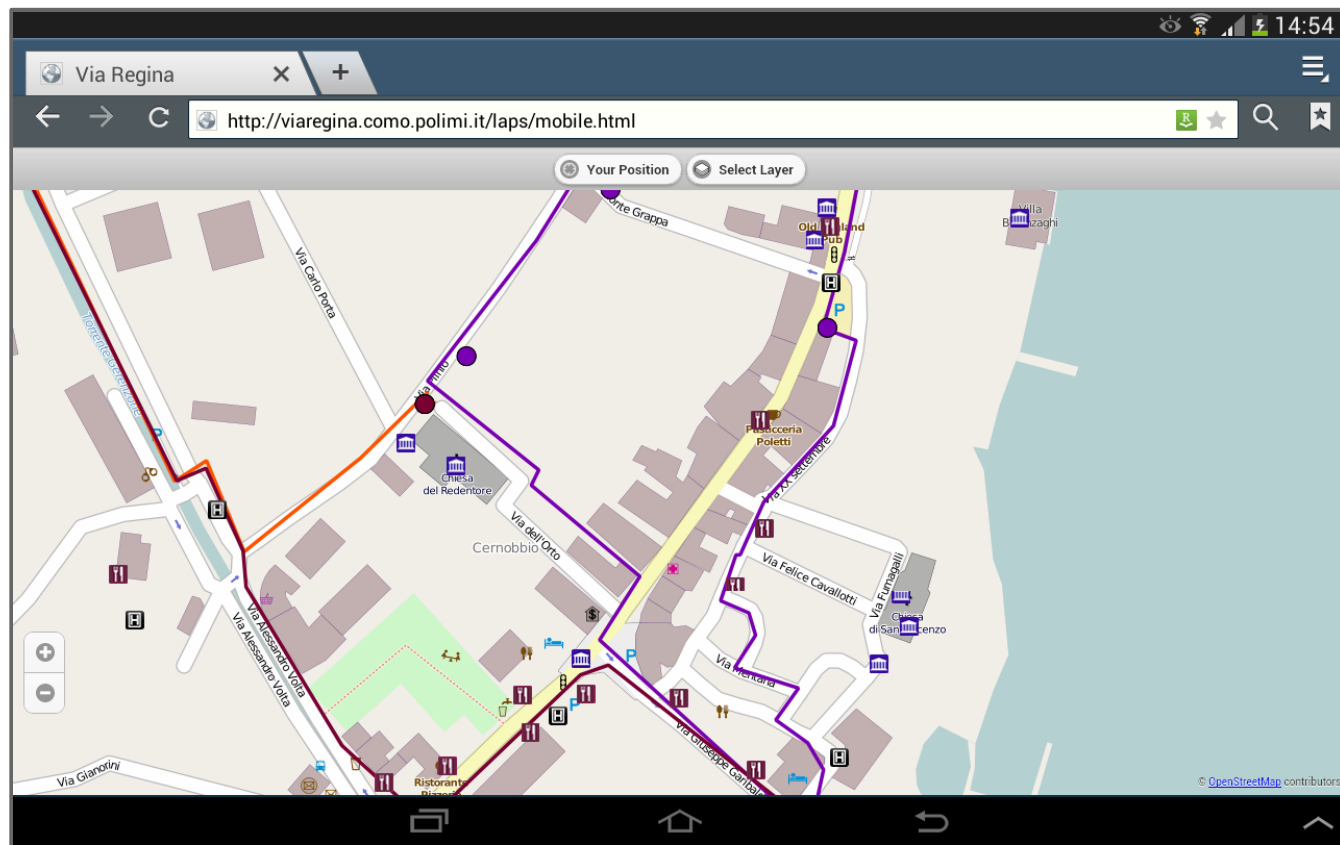 14:54
Via Regina
http://viaregina.como.polimi.it/laps/mobile.html
Your Position
Select Layer
Grappa
Villa
Via Carlo Porta
Pub
P
Torrente Garrovone
P
Pasticceria
Poletti
Via XX Settembre
Chiesa
del Redentore
Via dell'Orto
Cernobbio
Via Felice Cavallotti
Via Fumagalli
Chiesa
Via Alessandro Volta
Via Alessandro Volta
P
Via Mentana
P
Via Giuseppe
Via Gianorini
Ristorante
© OpenStreetMap contributors